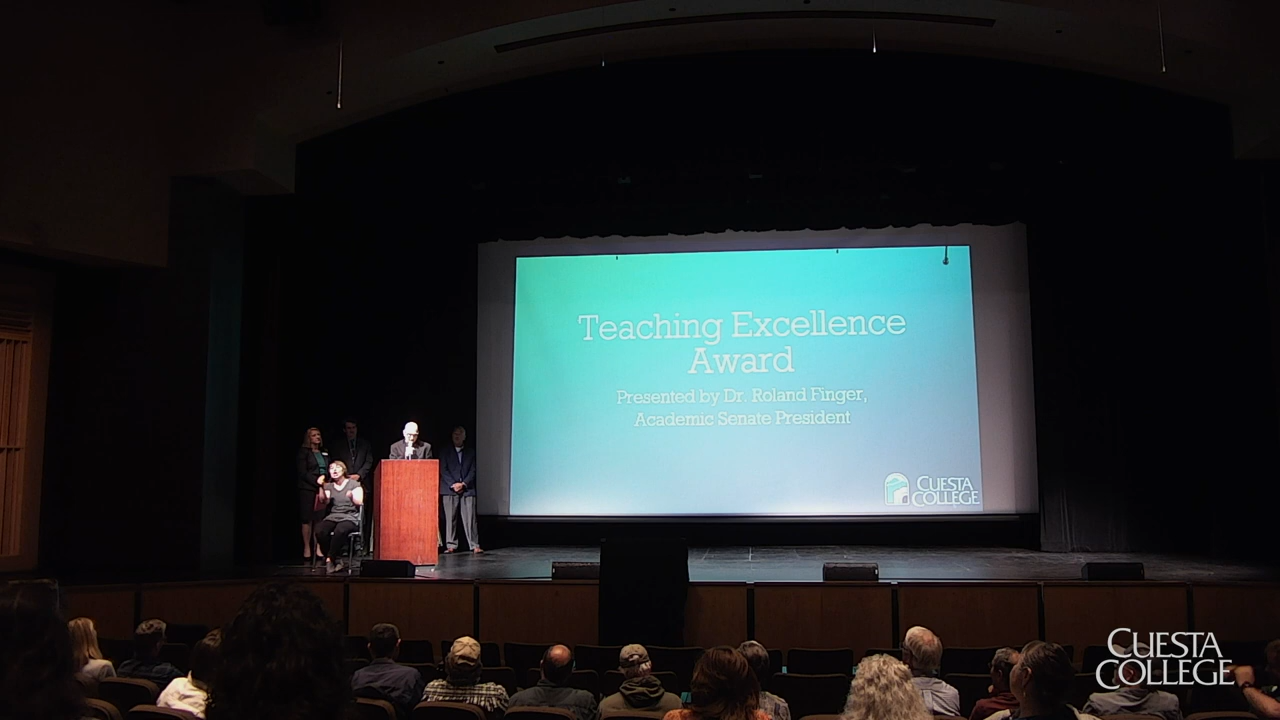 Teaching Excellence
Award
Presented by Dr. Roland Finger,
Academic Senate President
CUESTA
COLLEGE
CUESTA
COLLEGE